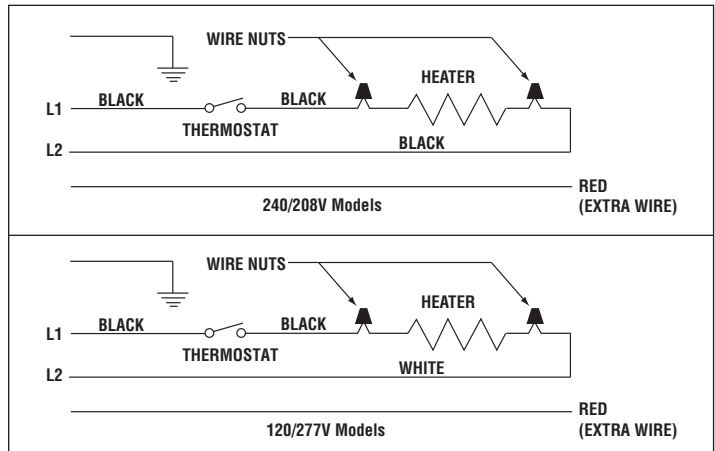 WIRE NUTS
HEATER
L1
BLACK
BLACK
THERMOSTAT
L2
BLACK
RED
(EXTRA WIRE)
240/208V Models
WIRE NUTS
HEATER
L1
BLACK
BLACK
THERMOSTAT
L2
WHITE
RED
(EXTRA WIRE)
120/277V Models